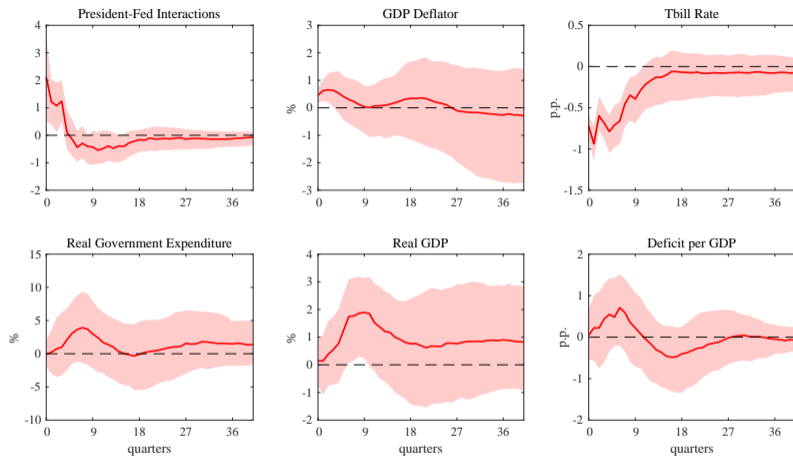 President-Fed Interactions
4
3
2
1
0
-1
-2
0 9 18 27 36
GDP Deflator
%
3
2
1
0
-1
-2
-3
0 9 18 27 36
Tbill Rate
p.p.
0.5
0
-0.5
-1
-1.5
0 9 18 27 36
Real Government Expenditure
%
15
10
5
0
-5
-10
0 9 18 27 36
quarters
Real GDP
%
4
3
2
1
0
-1
-2
0 9 18 27 36
quarters
Deficit per GDP
p.p.
2
1
0
-1
-2
0 9 18 27 36
quarters